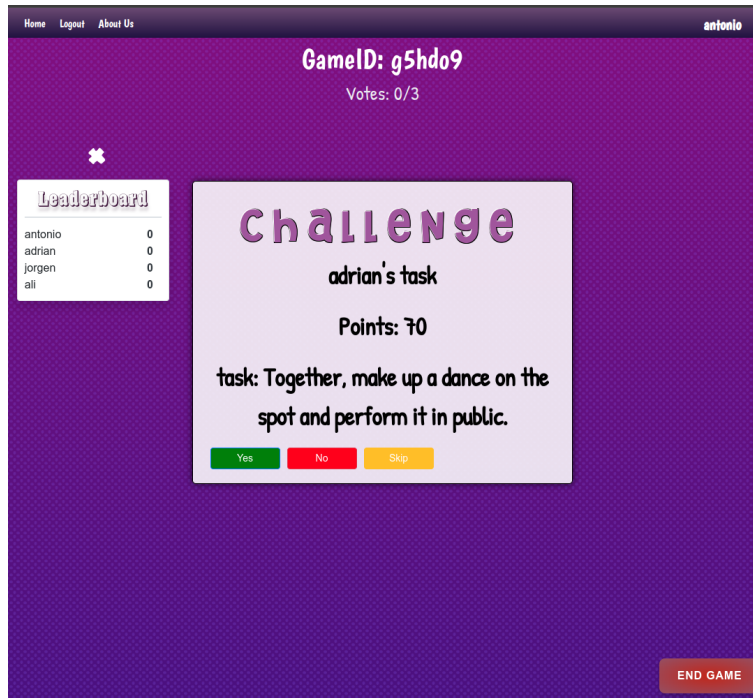 Home Logout About Us antonio
GameID: g5hdo9
Votes: 0/3
Leaderboard
antonio 0
adrian 0
jorgen 0
ali 0
Challenge
adrian's task
Points: 70
task: Together, make up a dance on the
spot and perform it in public.
Yes No Skip
END GAME